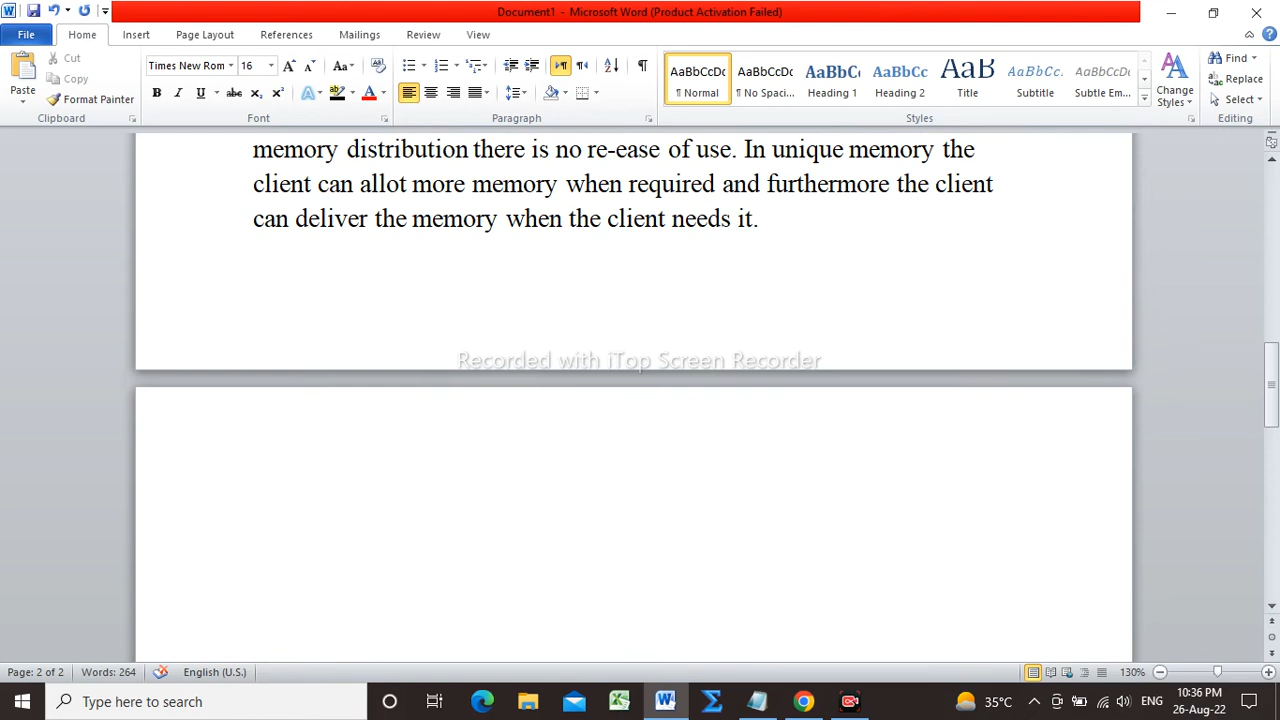 Document1 - Microsoft Word (Product Activation Failed)
File Home Insert Page Layout References Mailings Review View
Paste
Cut
Copy
Format Painter
Clipboard
Times New Rom 16
Font
Paragraph
AaBbCcDc AaBbCcDc AaBbC AaBbCc AaB AaBbCc. AaBbCcDc
¶ Normal ¶ No Spaci... Heading 1 Heading 2 Title Subtitle Subtle Em...
Change Styles
Styles
Find
Replace
Select
Editing
memory distribution there is no re-ease of use. In unique memory the
client can allot more memory when required and furthermore the client
can deliver the memory when the client needs it.
Recorded with iTop Screen Recorder
Page: 2 of 2 Words: 264 English (U.S.) 130%
Type here to search
35°C ENG 10:36 PM
26-Aug-22